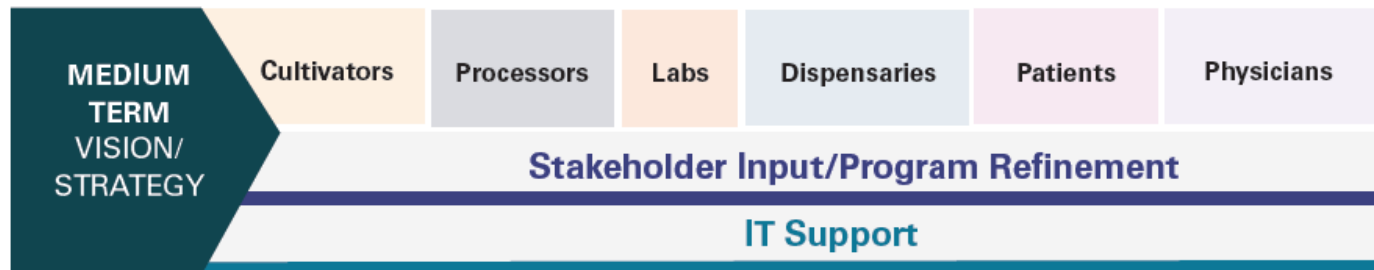 MEDIUM
TERM
VISION/
STRATEGY
Cultivators
Processors
Labs
Dispensaries
Patients
Physicians
Stakeholder Input/Program Refinement
IT Support